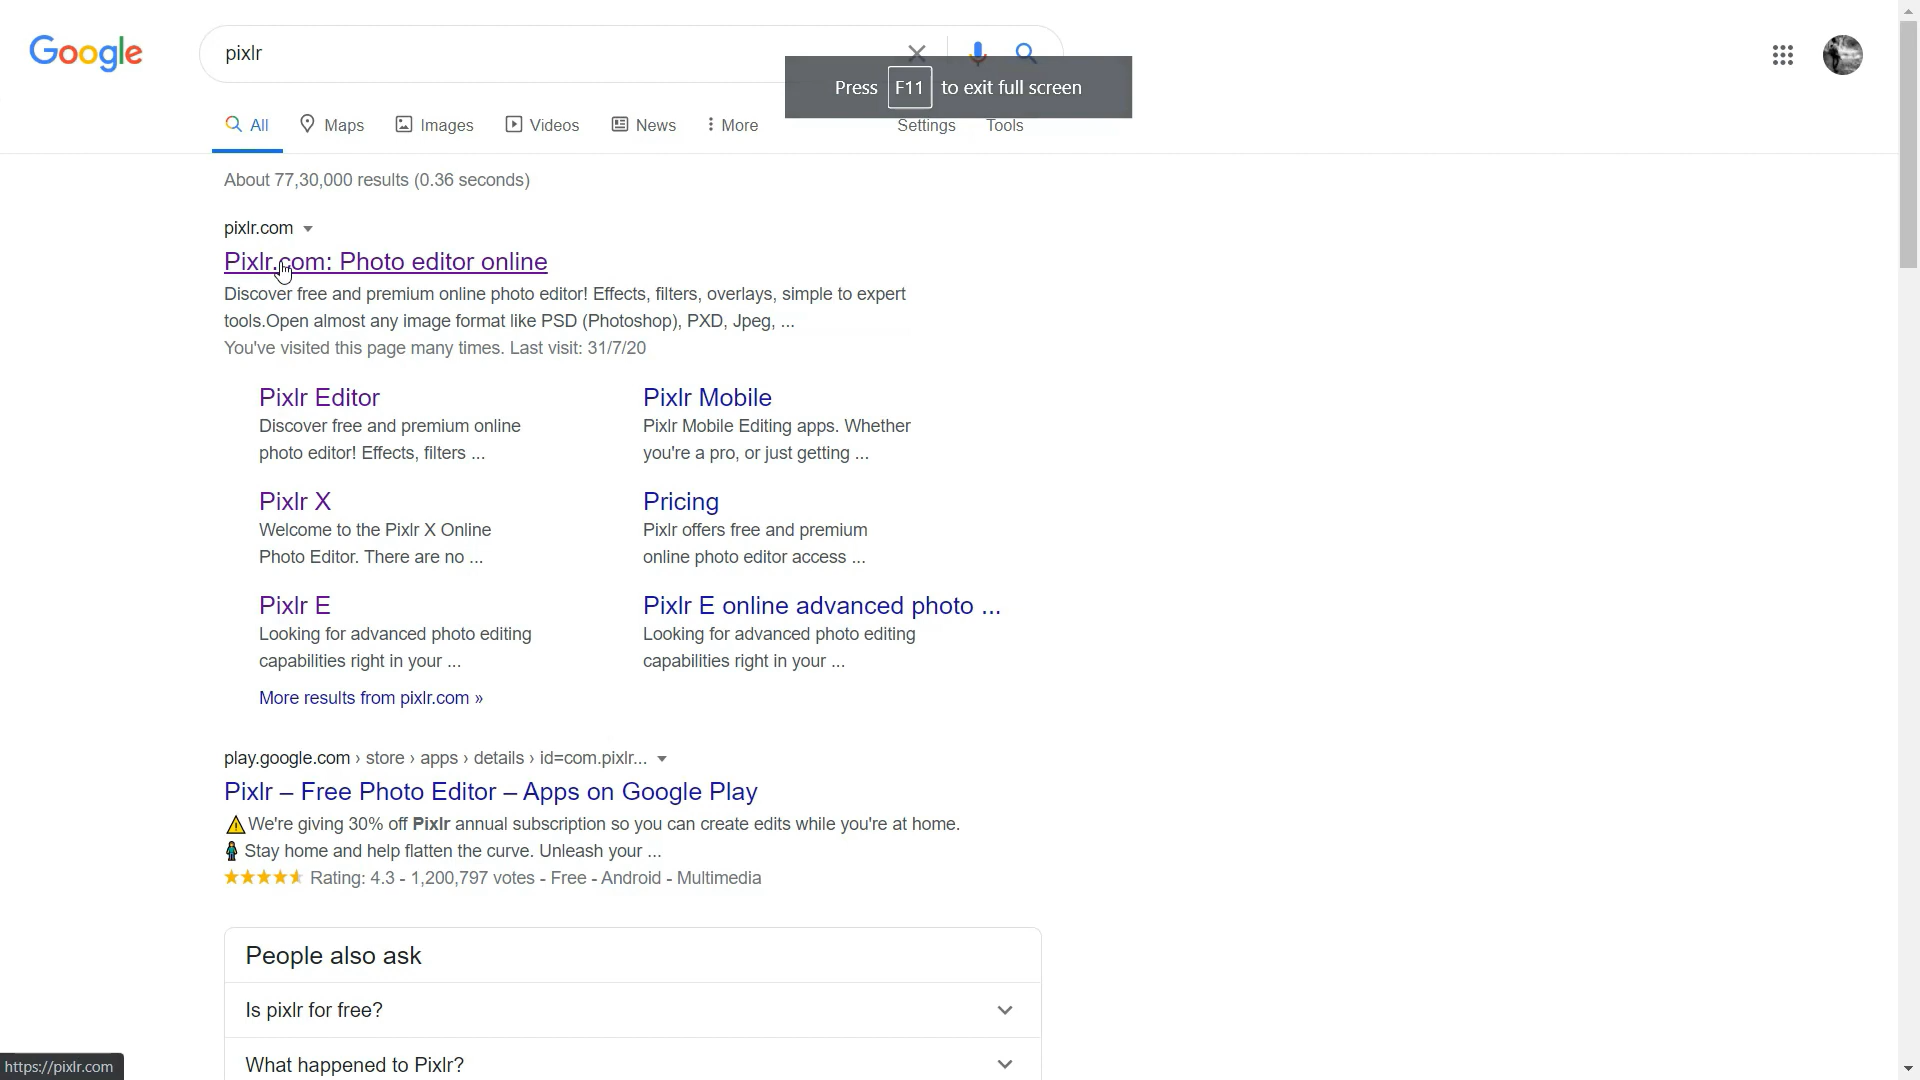 Google
pixlr
Press F11 to exit full screen
All
Maps
Images
Videos
News
More
Settings
Tools
About 77,30,000 results (0.36 seconds)
pixlr.com
Pixlr.com: Photo editor online
Discover free and premium online photo editor! Effects, filters, overlays, simple to expert
tools.Open almost any image format like PSD (Photoshop), PXD, Jpeg, ...
You've visited this page many times. Last visit: 31/7/20
Pixlr Editor
Discover free and premium online
photo editor! Effects, filters ...
Pixlr Mobile
Pixlr Mobile Editing apps. Whether
you're a pro, or just getting ...
Pixlr X
Welcome to the Pixlr X Online
Photo Editor. There are no ...
Pricing
Pixlr offers free and premium
online photo editor access ...
Pixlr E
Looking for advanced photo editing
capabilities right in your ...
Pixlr E online advanced photo ...
Looking for advanced photo editing
capabilities right in your ...
More results from pixlr.com »
play.google.com › store › apps › details › id=com.pixlr...
Pixlr – Free Photo Editor – Apps on Google Play
We're giving 30% off Pixlr annual subscription so you can create edits while you're at home.
Stay home and help flatten the curve. Unleash your ...
Rating: 4.3 - 1,200,797 votes - Free - Android - Multimedia
People also ask
Is pixlr for free?
What happened to Pixlr?
https://pixlr.com